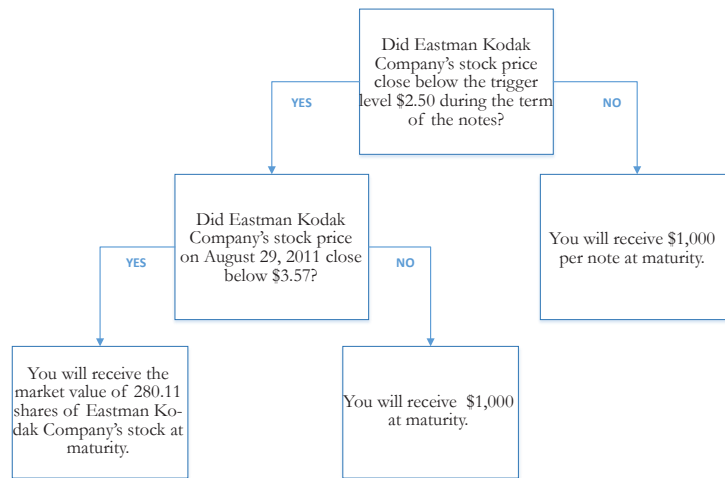 Did Eastman Kodak
Company's stock price
close below the trigger
level $2.50 during the term
of the notes?
YES
NO
Did Eastman Kodak
Company's stock price
on August 29, 2011 close
below $3.57?
You will receive $1,000
per note at maturity.
YES
NO
You will receive the
market value of 280.11
shares of Eastman Ko-
dak Company's stock at
maturity.
You will receive $1,000
at maturity.